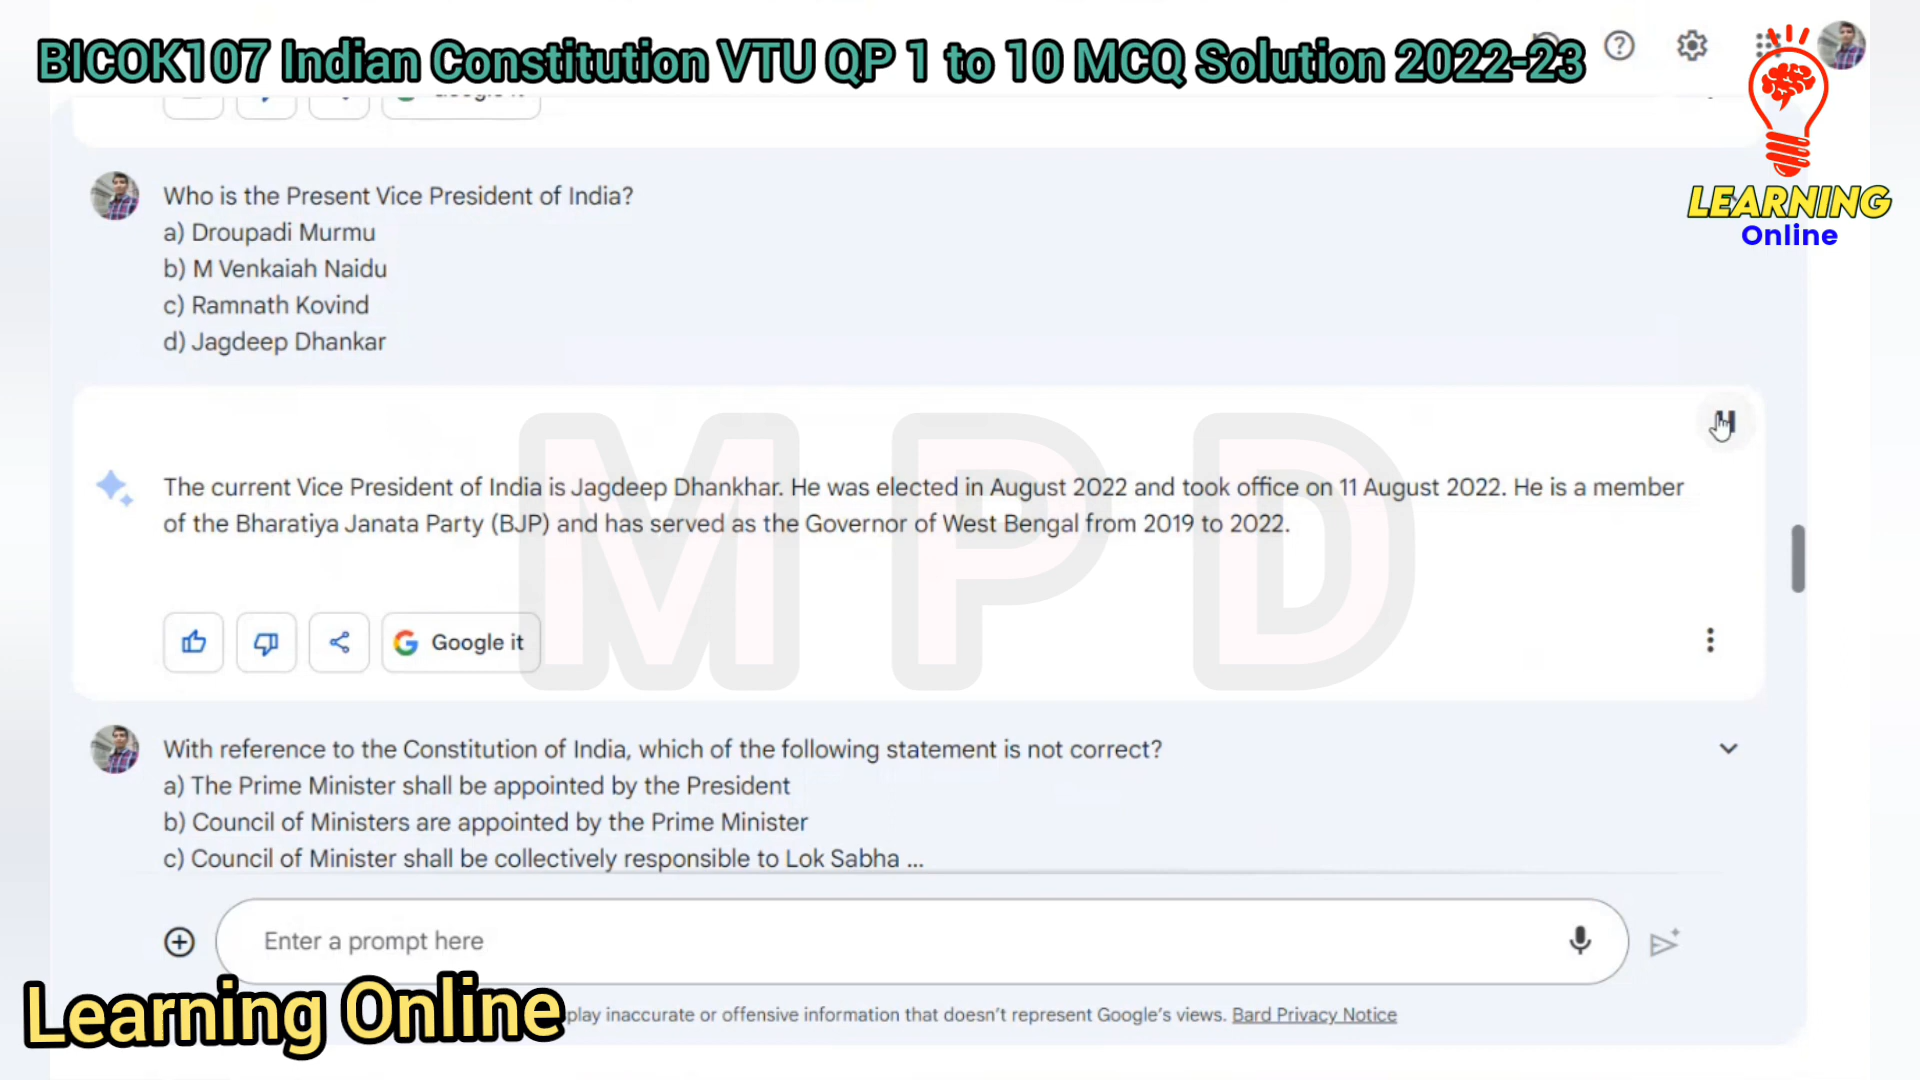 BICOK107 Indian Constitution VTU QP 1 to 10 MCQ Solution 2022-23
LEARNING
Online
Who is the Present Vice President of India?
a) Droupadi Murmu
b) M Venkaiah Naidu
c) Ramnath Kovind
d) Jagdeep Dhankar
M P D
The current Vice President of India is Jagdeep Dhankhar. He was elected in August 2022 and took office on 11 August 2022. He is a member
of the Bharatiya Janata Party (BJP) and has served as the Governor of West Bengal from 2019 to 2022.
Google it
With reference to the Constitution of India, which of the following statement is not correct?
a) The Prime Minister shall be appointed by the President
b) Council of Ministers are appointed by the Prime Minister
c) Council of Minister shall be collectively responsible to Lok Sabha ...
Enter a prompt here
Learning Online
play inaccurate or offensive information that doesn't represent Google's views. Bard Privacy Notice